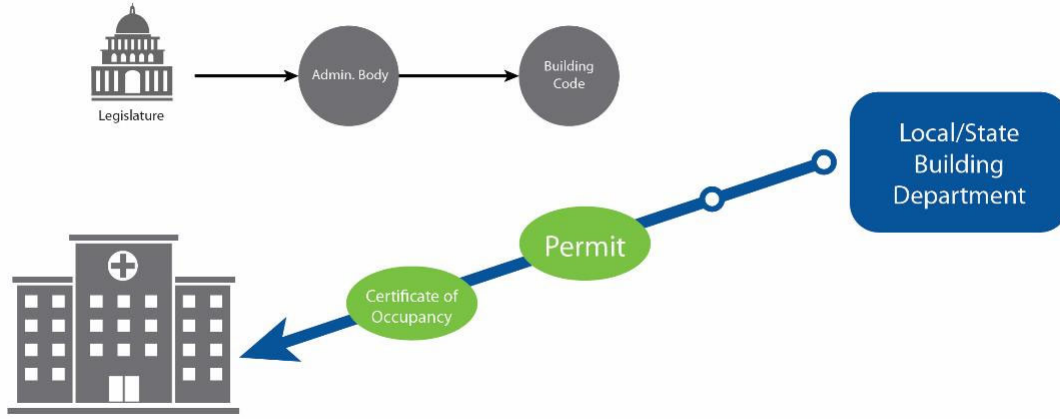 Legislature
Admin. Body
Building
Code
Local/State
Building
Department
Permit
Certificate of
Occupancy